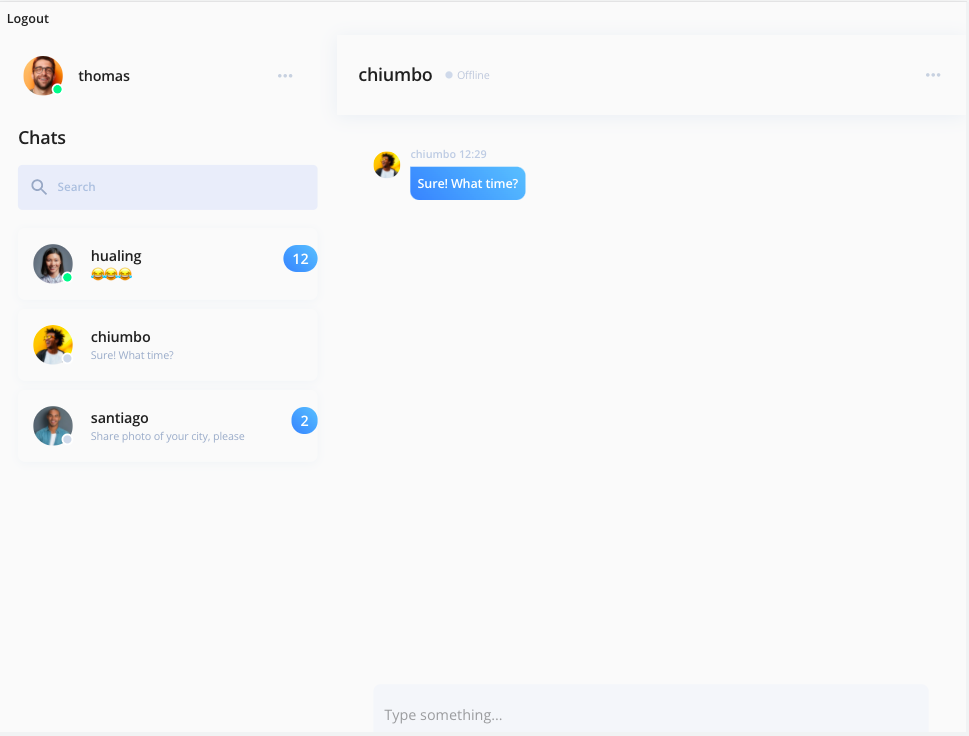 Logout
thomas
Chats
Search
hualing
😂😂😂
12
chiumbo
Sure! What time?
santiago
Share photo of your city, please
2
chiumbo
Offline
chiumbo 12:29
Sure! What time?
Type something...